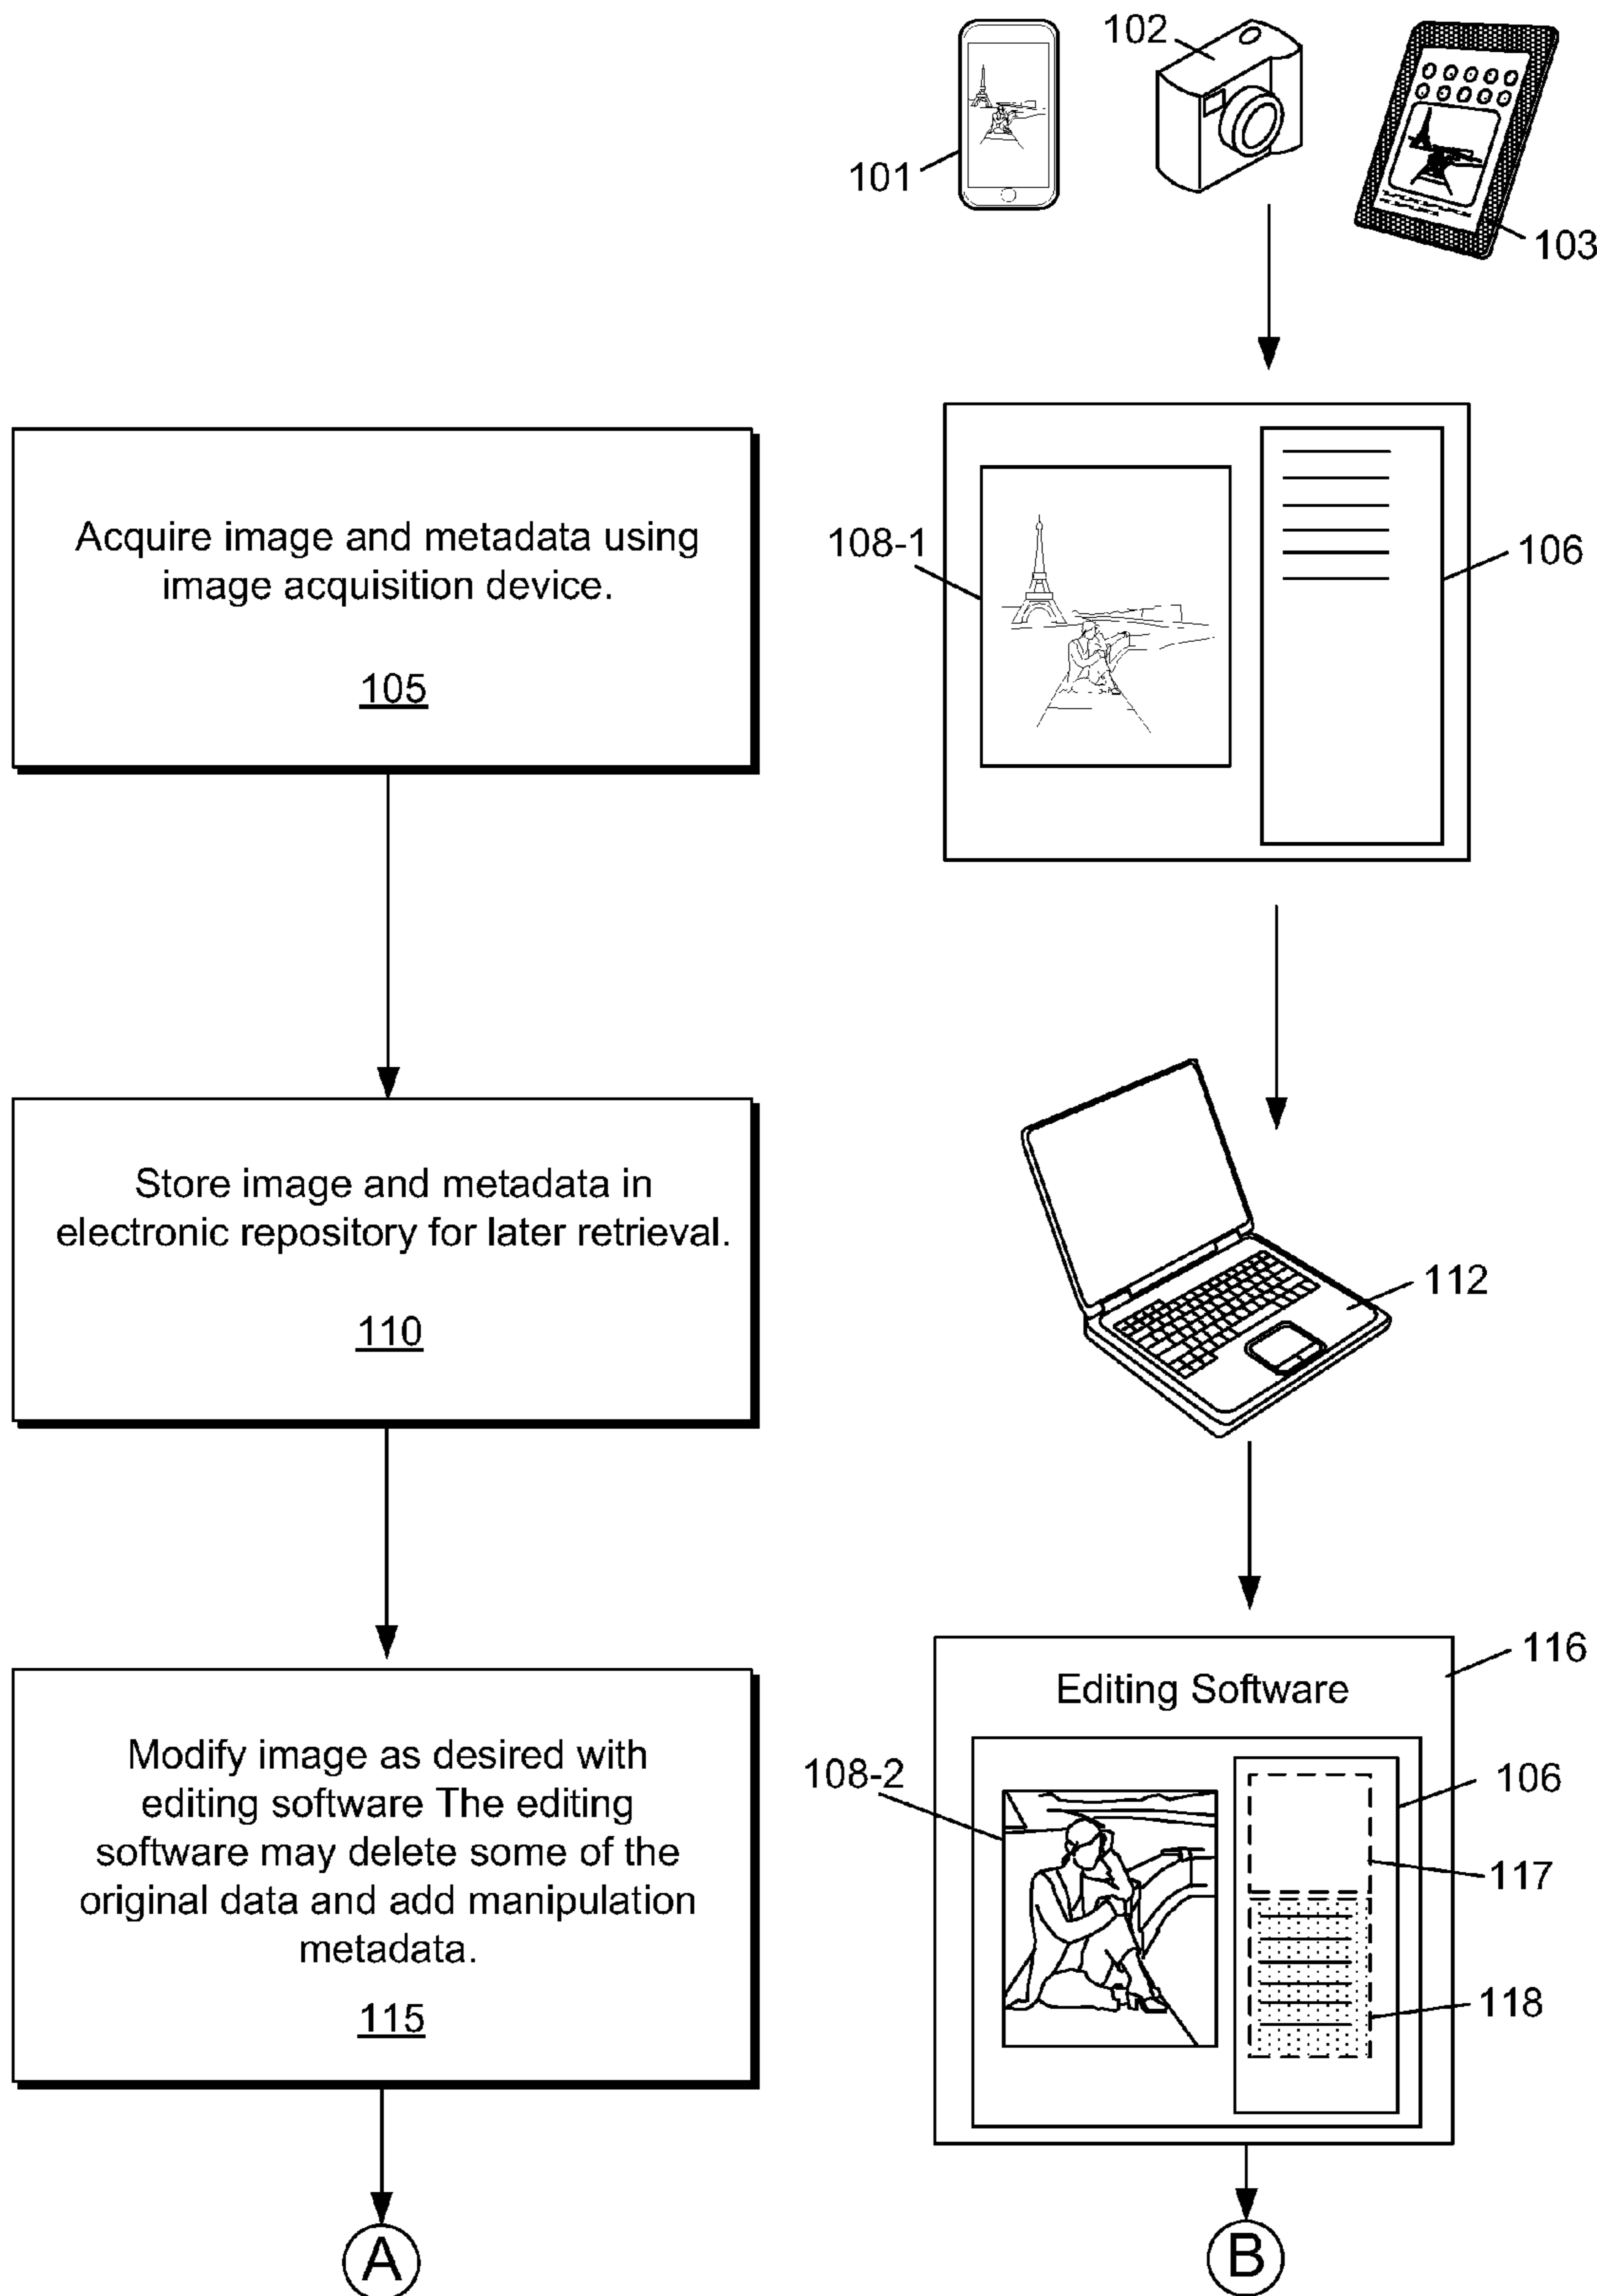 101
102
103
Acquire image and metadata using
image acquisition device.
105
108-1
106
Store image and metadata in
electronic repository for later retrieval.
110
112
Modify image as desired with
editing software The editing
software may delete some of the
original data and add manipulation
metadata.
115
116
Editing Software
108-2
106
117
118
A
B